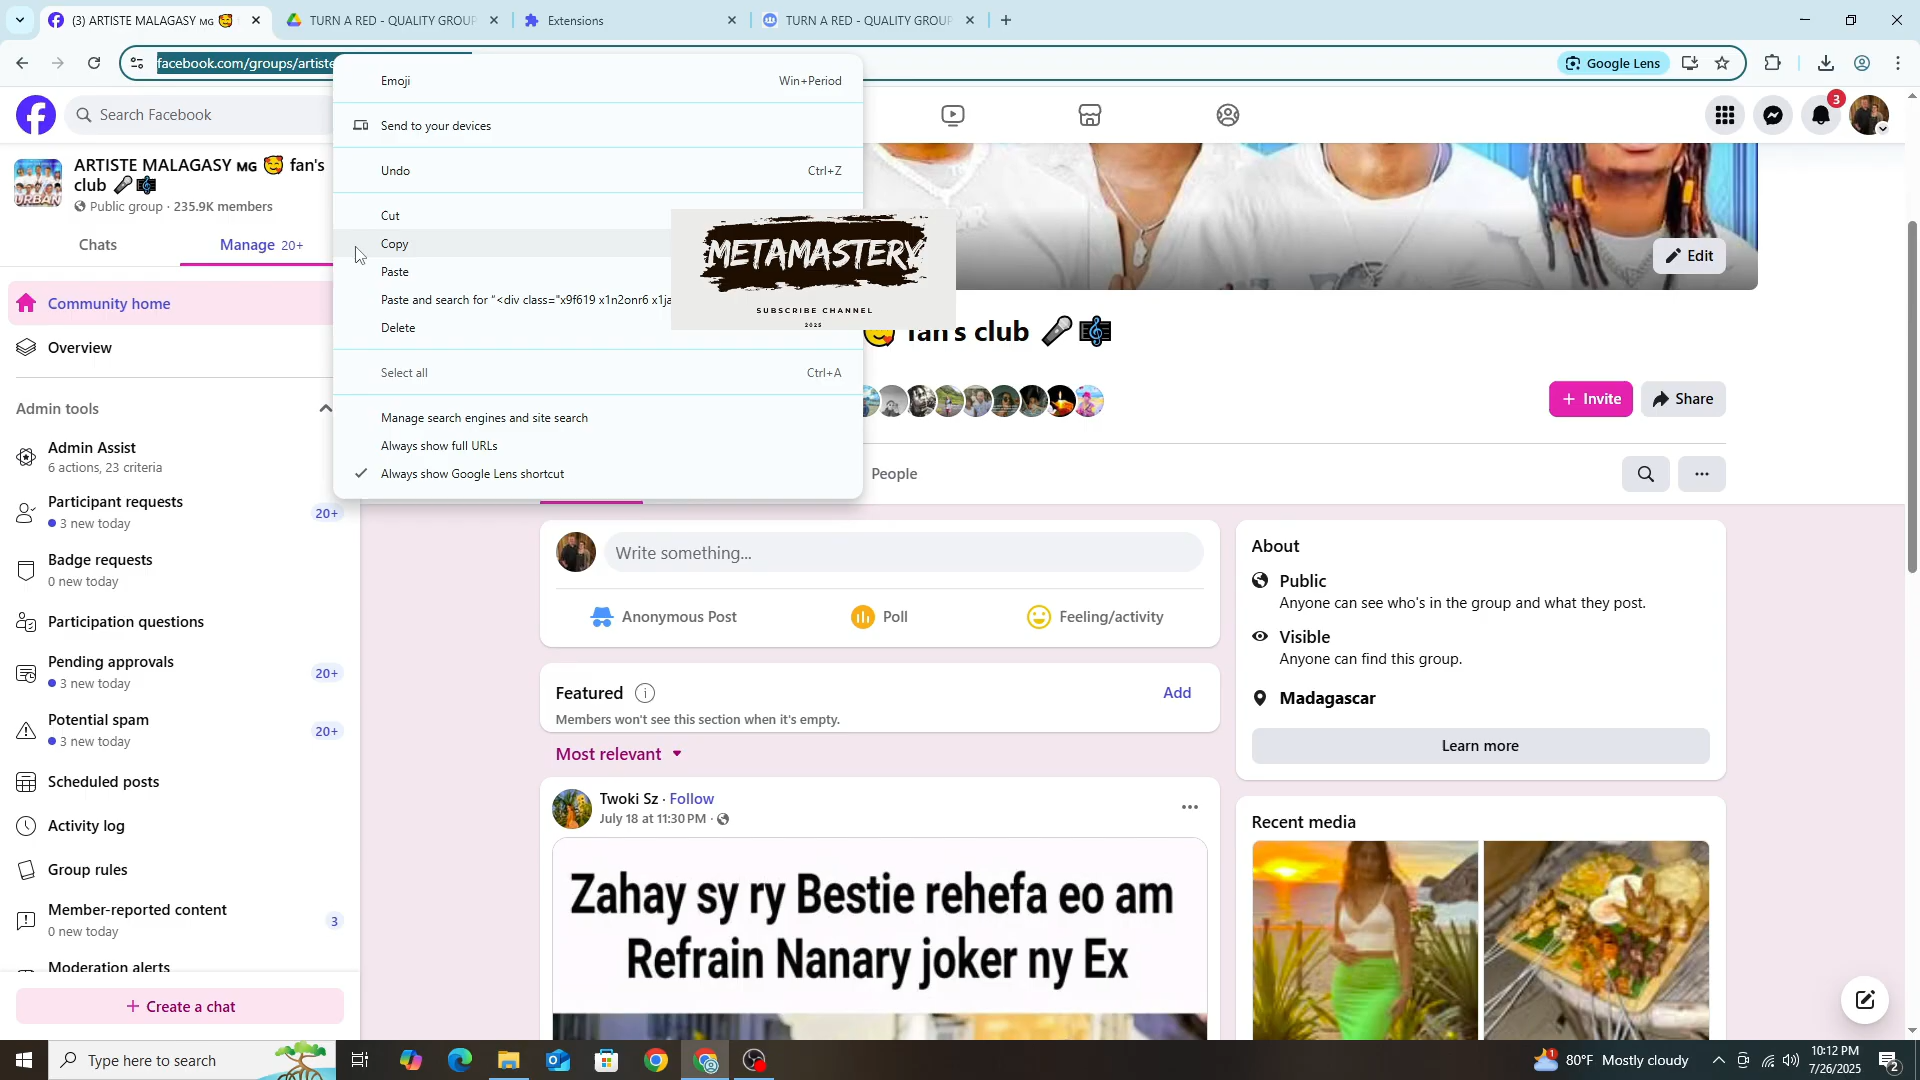 (3) ARTISTE MALAGASY ᴍɢ 🥰
TURN A RED - QUALITY GROUP
Extensions
TURN A RED - QUALITY GROUP
facebook.com/groups/artiste
Google Lens
Emoji
Win+Period
Send to your devices
Undo
Ctrl+Z
Cut
Copy
Paste
Paste and search for “<div class="x9f619 x1n2onr6 x1ja
Delete
Select all
Ctrl+A
Manage search engines and site search
Always show full URLs
Always show Google Lens shortcut
METAMASTERY
SUBSCRIBE CHANNEL
2025
Search Facebook
3
ARTISTE MALAGASY ᴍɢ 🥰 fan's
club 🎤🎼
Public group · 235.9K members
URBAN
Chats
Manage 20+
Community home
Overview
Admin tools
Admin Assist
6 actions, 23 criteria
Participant requests
3 new today
20+
Badge requests
0 new today
Participation questions
Pending approvals
3 new today
20+
Potential spam
3 new today
20+
Scheduled posts
Activity log
Group rules
Member-reported content
0 new today
3
Moderation alerts
+ Create a chat
Edit
🥰 fan's club 🎤🎼
+ Invite
Share
People
Write something...
Anonymous Post
Poll
Feeling/activity
Featured
Add
Members won't see this section when it's empty.
Most relevant
Twoki Sz · Follow
July 18 at 11:30 PM ·
Zahay sy ry Bestie rehefa eo am
Refrain Nanary joker ny Ex
About
Public
Anyone can see who's in the group and what they post.
Visible
Anyone can find this group.
Madagascar
Learn more
Recent media
Type here to search
80°F Mostly cloudy
10:12 PM
7/26/2025
2